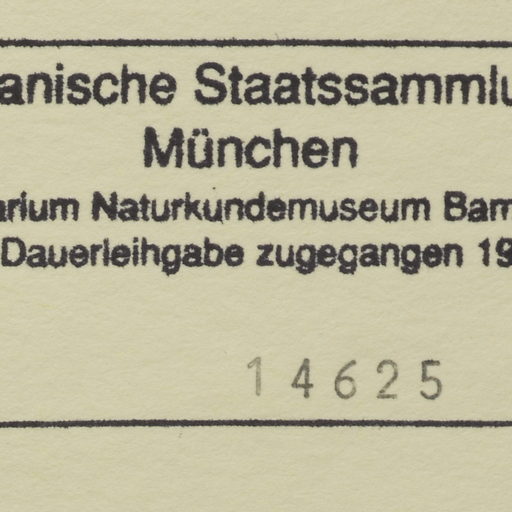 anische Staatssammlu
München
arium Naturkundemuseum Bam
Dauerleihgabe zugegangen 19
14625